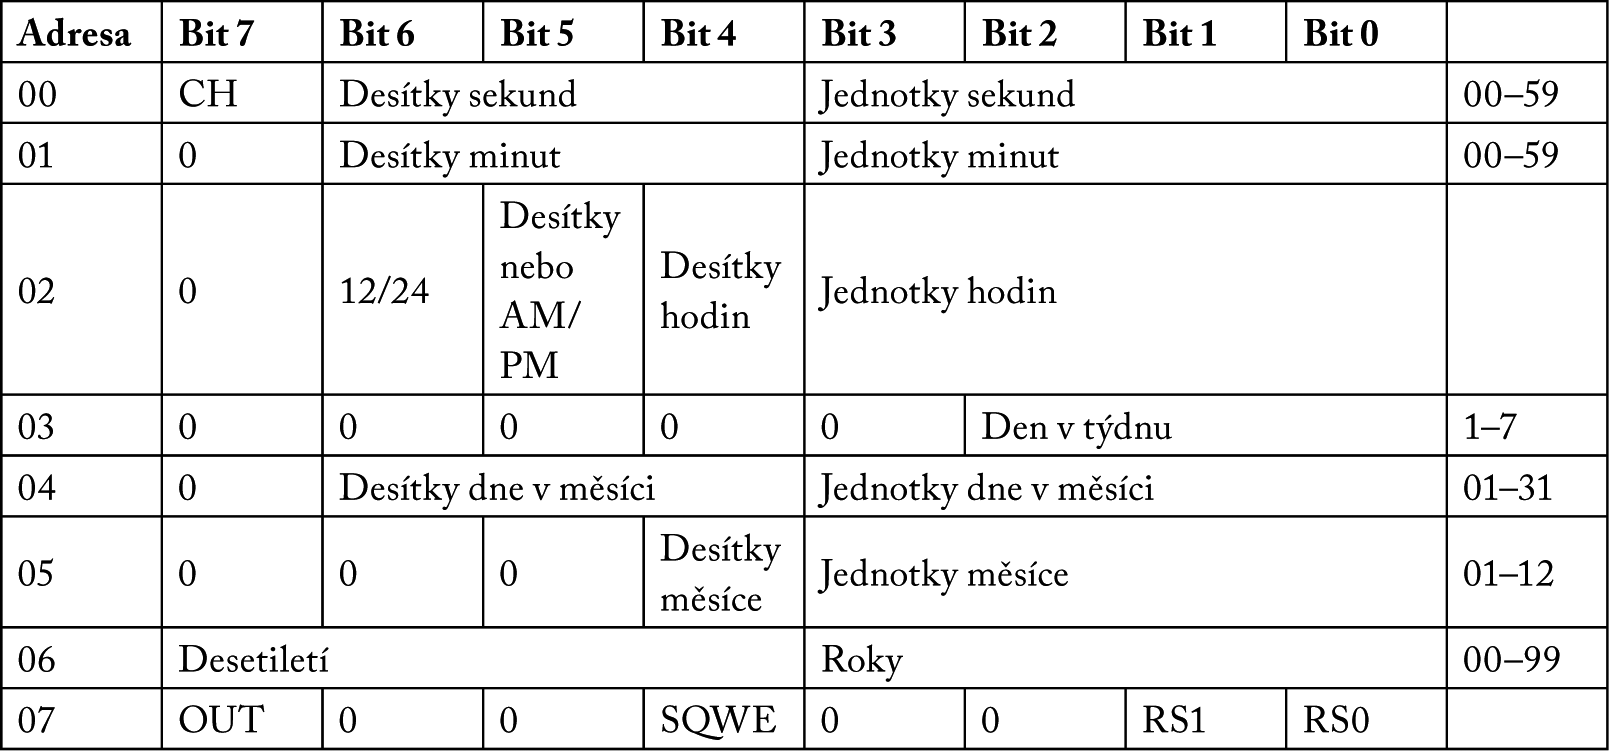 Adresa Bit 7 Bit 6 Bit 5 Bit 4 Bit 3 Bit 2 Bit 1 Bit 0
00 CH Desítky sekund Jednotky sekund 00–59
01 0 Desítky minut Jednotky minut 00–59
02 0 12/24 Desítky nebo AM/ PM Desítky hodin Jednotky hodin
03 0 0 0 0 0 Den v týdnu 1–7
04 0 Desítky dne v měsíci Jednotky dne v měsíci 01–31
05 0 0 0 Desítky měsíce Jednotky měsíce 01–12
06 Desetiletí Roky 00–99
07 OUT 0 0 SQWE 0 0 RS1 RS0